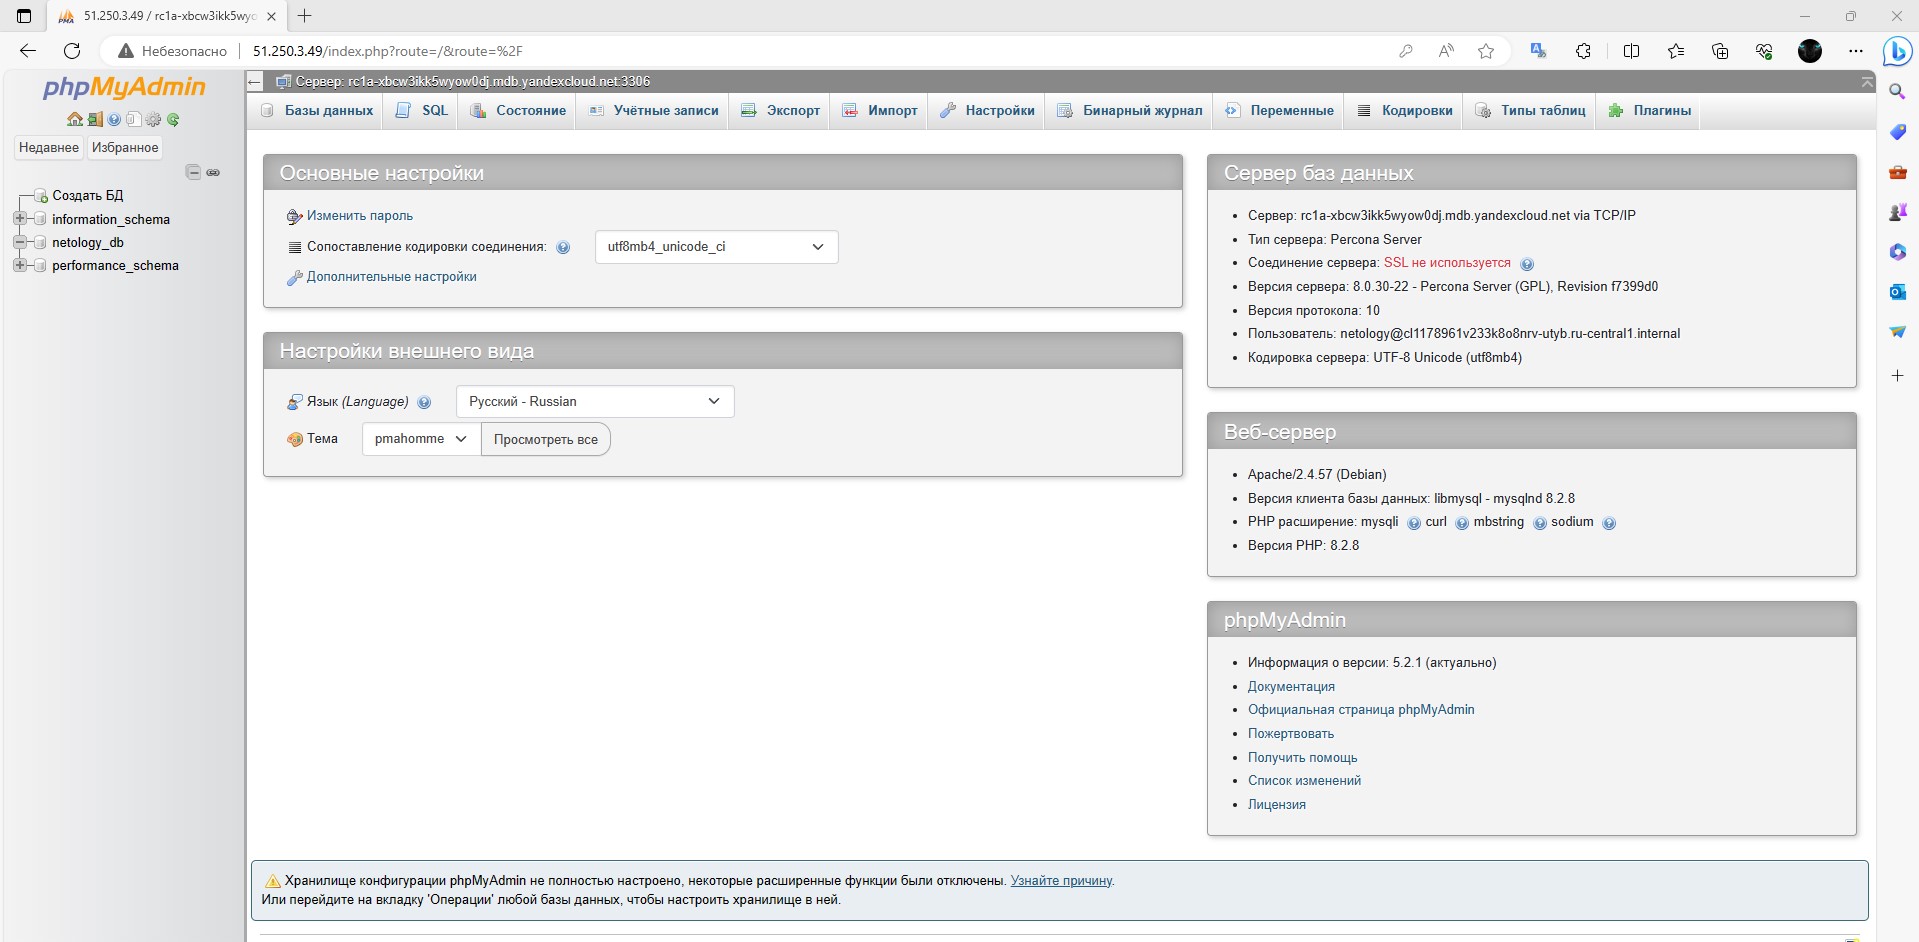 51.250.3.49 / rc1a-xbcw3ikk5wyo
Небезопасно
51.250.3.49/index.php?route=/&route=%2F
phpMyAdmin
Недавнее
Избранное
Создать БД
information_schema
netology_db
performance_schema
Сервер: rc1a-xbcw3ikk5wyow0dj.mdb.yandexcloud.net:3306
Базы данных
SQL
Состояние
Учётные записи
Экспорт
Импорт
Настройки
Бинарный журнал
Переменные
Кодировки
Типы таблиц
Плагины
Основные настройки
Изменить пароль
Сопоставление кодировки соединения:
utf8mb4_unicode_ci
Дополнительные настройки
Настройки внешнего вида
Язык (Language)
Русский - Russian
Тема
pmahomme
Просмотреть все
Сервер баз данных
Сервер: rc1a-xbcw3ikk5wyow0dj.mdb.yandexcloud.net via TCP/IP
Тип сервера: Percona Server
Соединение сервера: SSL не используется
Версия сервера: 8.0.30-22 - Percona Server (GPL), Revision f7399d0
Версия протокола: 10
Пользователь: netology@cl1178961v233k8o8nrv-utyb.ru-central1.internal
Кодировка сервера: UTF-8 Unicode (utf8mb4)
Веб-сервер
Apache/2.4.57 (Debian)
Версия клиента базы данных: libmysql - mysqlnd 8.2.8
PHP расширение: mysqli curl mbstring sodium
Версия PHP: 8.2.8
phpMyAdmin
Информация о версии: 5.2.1 (актуально)
Документация
Официальная страница phpMyAdmin
Пожертвовать
Получить помощь
Список изменений
Лицензия
Хранилище конфигурации phpMyAdmin не полностью настроено, некоторые расширенные функции были отключены. Узнайте причину.
Или перейдите на вкладку 'Операции' любой базы данных, чтобы настроить хранилище в ней.